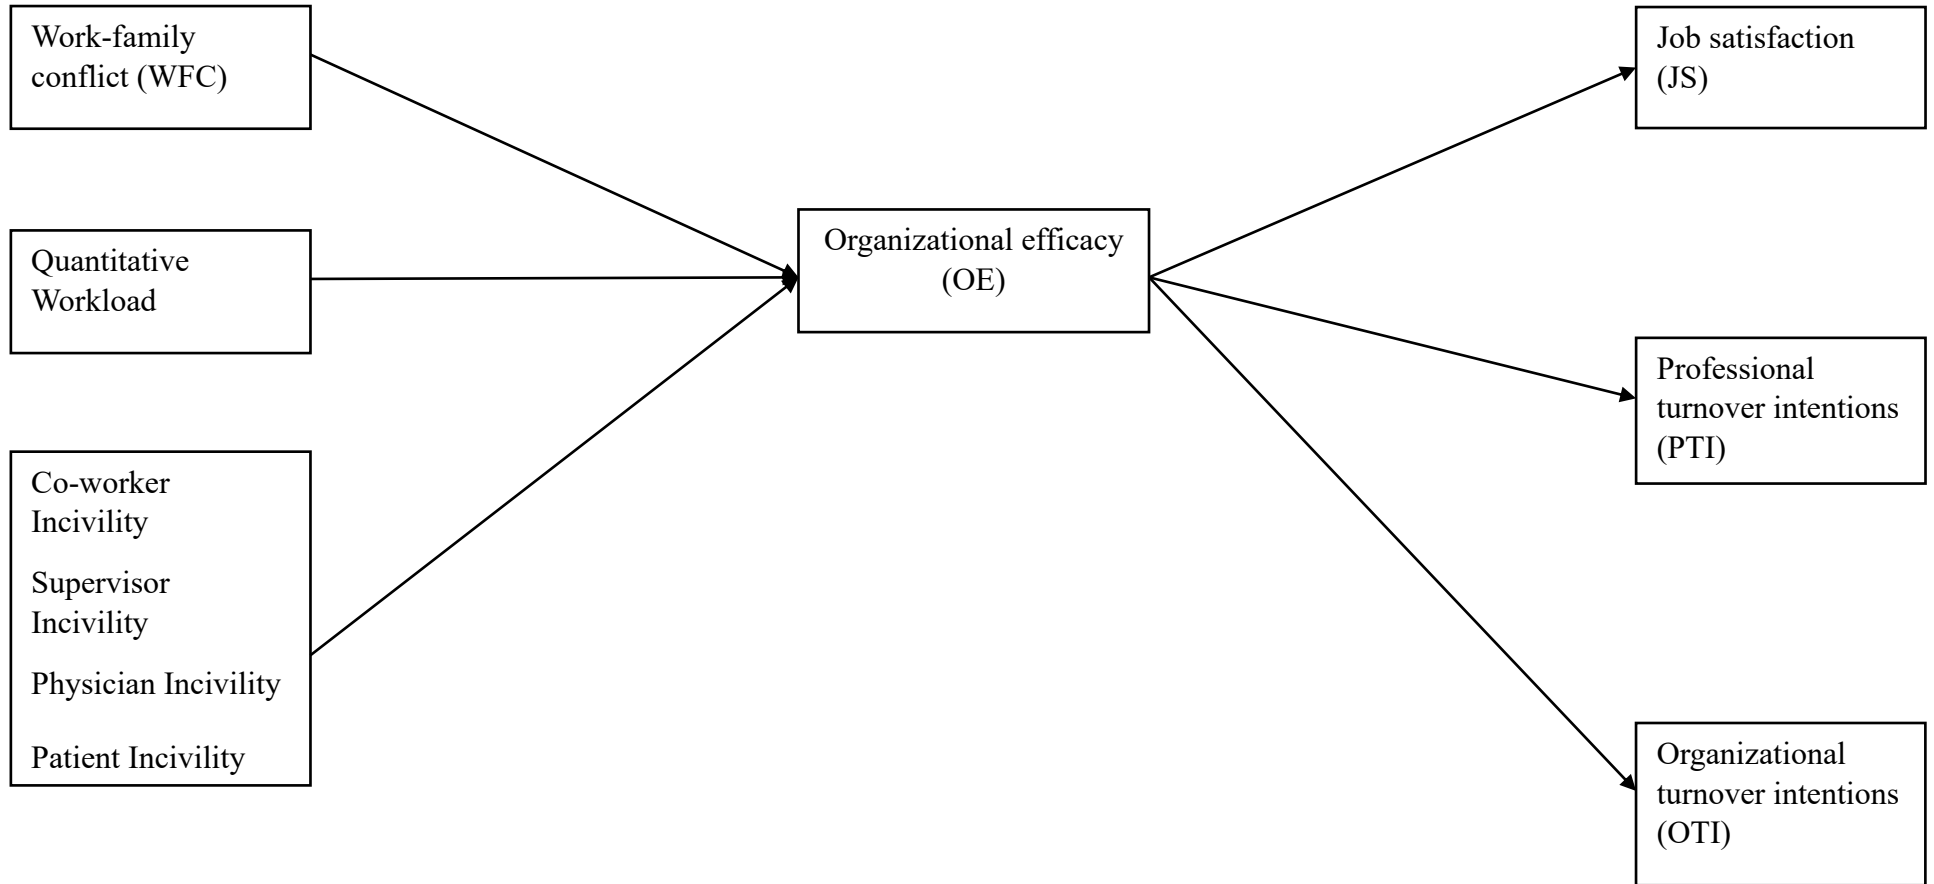 Work-family
conflict (WFC)
Quantitative
Workload
Co-worker
Incivility
Supervisor
Incivility
Physician Incivility
Patient Incivility
Organizational efficacy
(OE)
Job satisfaction
(JS)
Professional
turnover intentions
(PTI)
Organizational
turnover intentions
(OTI)